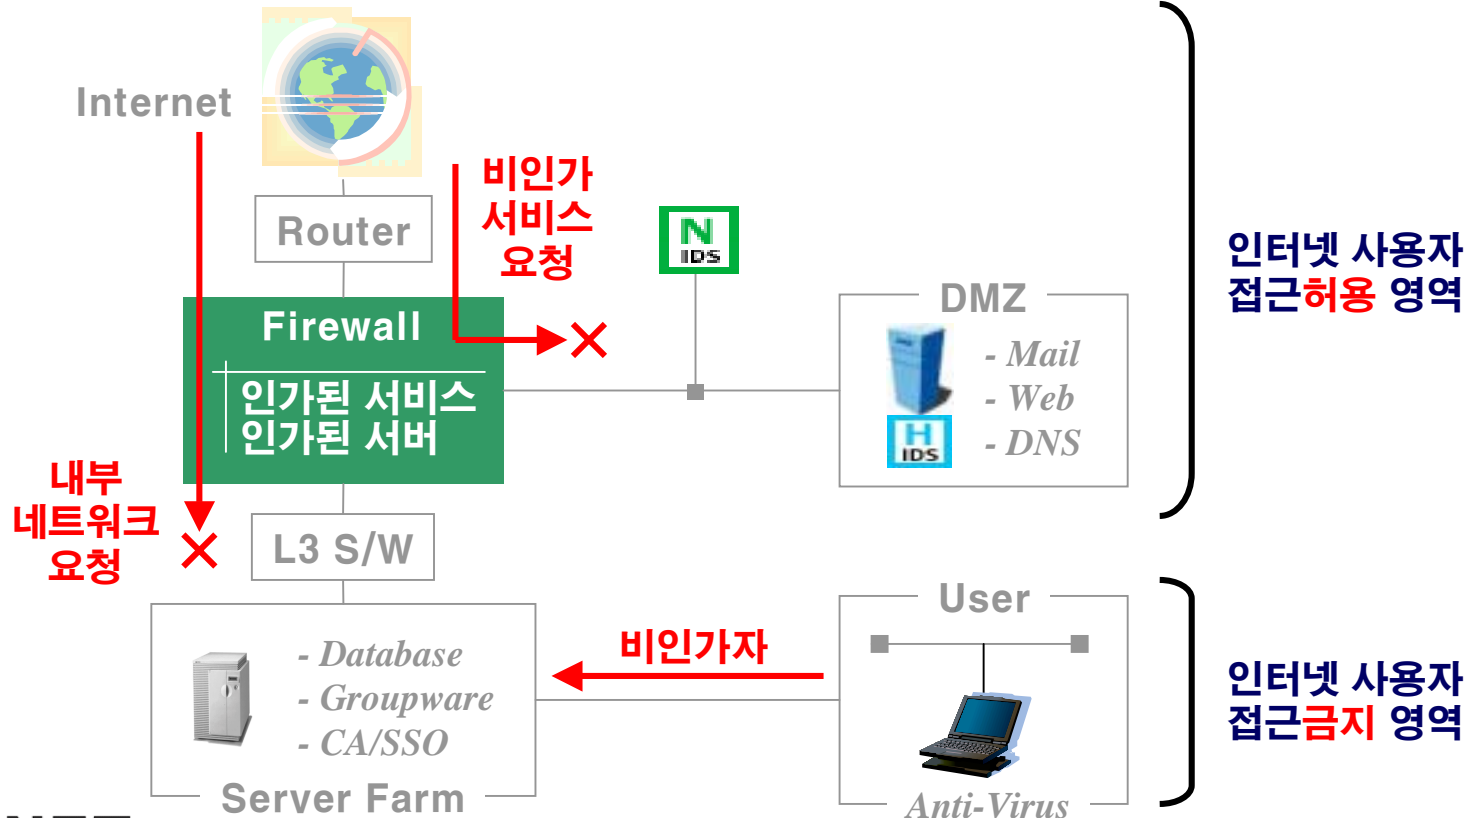 Internet
비인가
서비스
요청
Router
N
IDS
인터넷 사용자
접근허용 영역
Firewall
인가된 서비스
인가된 서버
DMZ
- Mail
- Web
- DNS
H
IDS
내부
네트워크
요청
L3 S/W
User
비인가자
- Database
- Groupware
- CA/SSO
Server Farm
Anti-Virus
인터넷 사용자
접근금지 영역